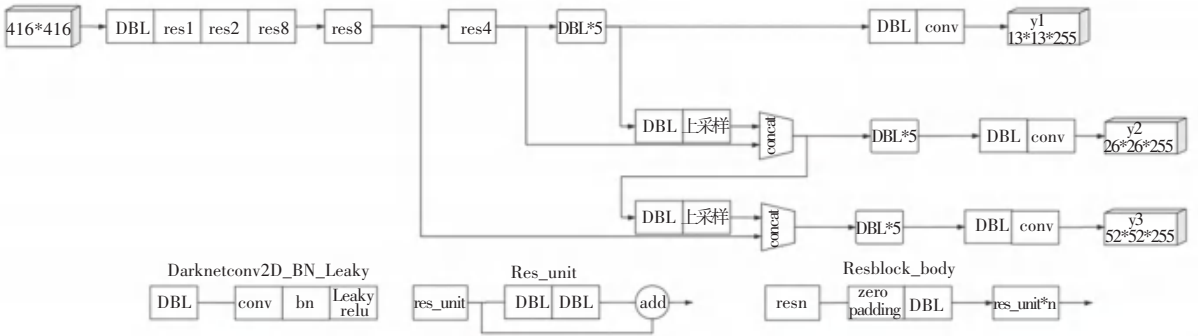 416*416
DBL res1 res2 res8
res8
res4
DBL*5
DBL conv
y1
13*13*255
DBL 上采样
concat
DBL*5
DBL conv
y2
26*26*255
DBL 上采样
concat
DBL*5
DBL conv
y3
52*52*255
Darknetconv2D_BN_Leaky
DBL
conv bn Leaky
relu
Res_unit
res_unit
DBL DBL
add
Resblock_body
resn
zero
padding DBL
res_unit*n